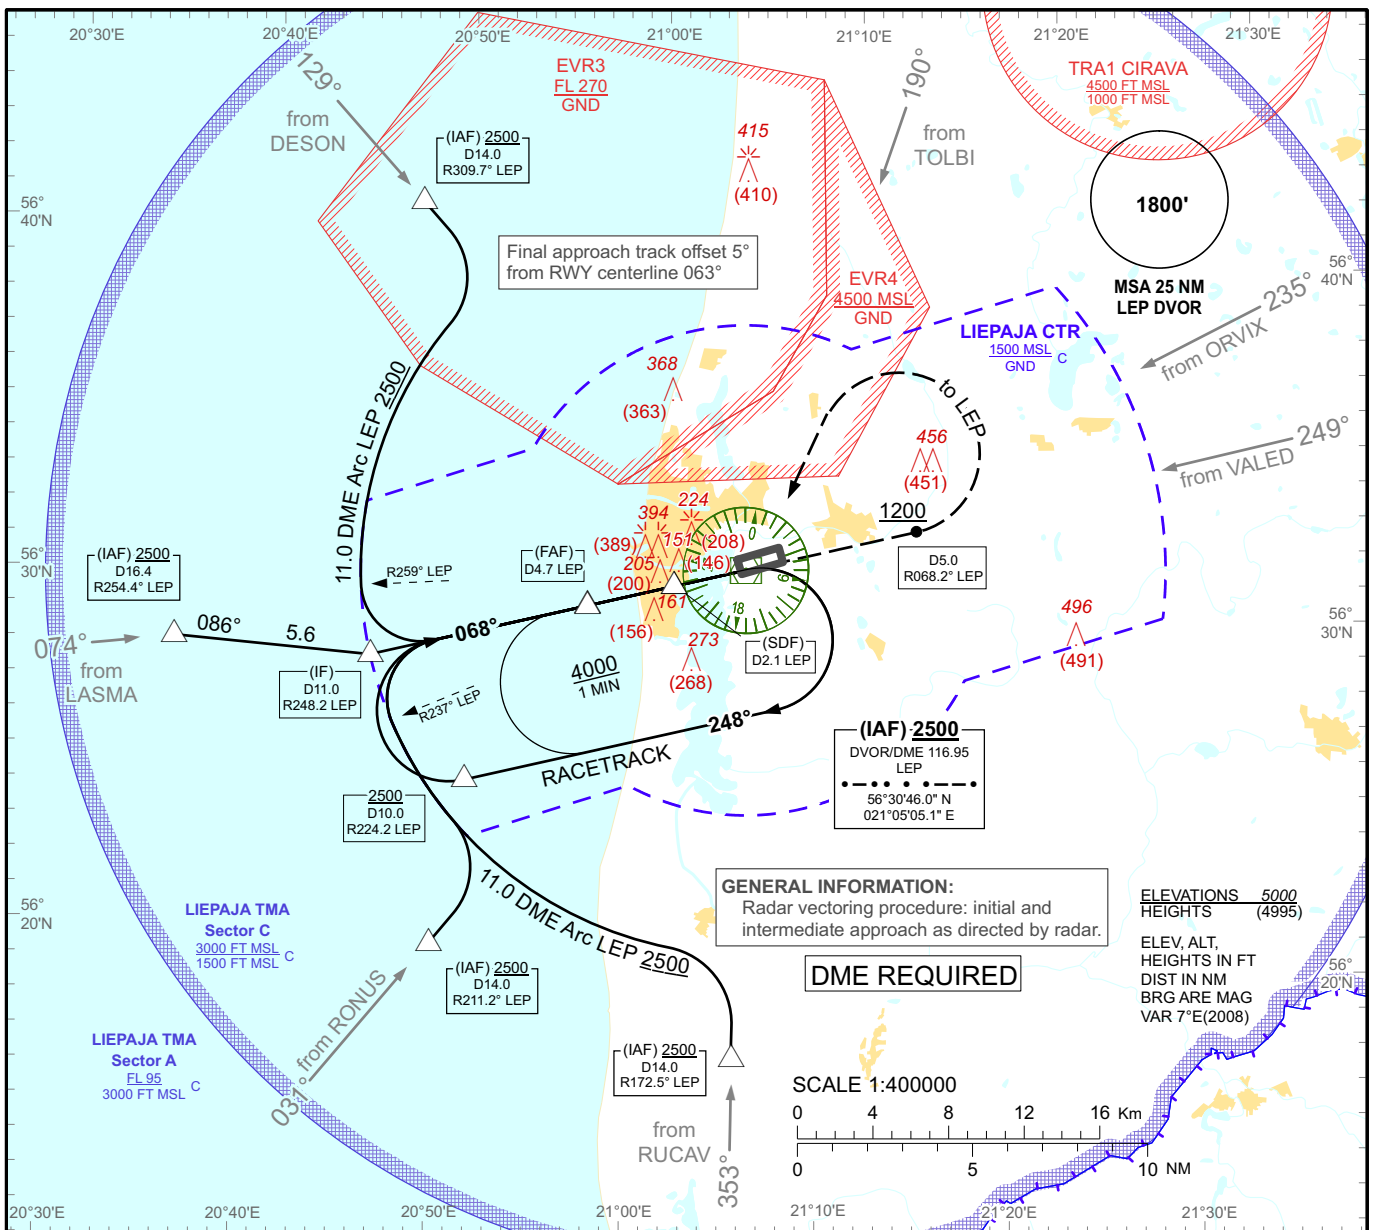 20°30'E
20°40'E
20°50'E
21°00'E
21°10'E
21°20'E
21°30'E
129°
from
DESON
EVR3
FL 270
GND
190°
from
TOLBI
TRA1 CIRAVA
4500 FT MSL
1000 FT MSL
(IAF) 2500
D14.0
R309.7° LEP
415
(410)
1800'
MSA 25 NM
LEP DVOR
56
40'N
56
40'N
Final approach track offset 5°
from RWY centerline 063°
EVR4
4500 MSL
GND
235°
from ORVIX
LIEPAJA CTR
1500 MSL
GND
C
368
(363)
11.0 DME Arc LEP 2500
to LEP
249°
from VALED
456
(451)
1200
224
394
(389)
151
(208)
205
(146)
(200)
161
(156)
0
6
18
(FAF)
D4.7 LEP
R259° LEP
D5.0
R068.2° LEP
56
30'N
56
30'N
(IAF) 2500
D16.4
R254.4° LEP
086°
5.6
074°
from
LASMA
068°
(IF)
D11.0
R248.2 LEP
R237° LEP
4000
1 MIN
273
(268)
(SDF)
D2.1 LEP
496
(491)
248°
RACETRACK
(IAF) 2500
DVOR/DME 116.95
LEP
56°30'46.0" N
021°05'05.1" E
2500
D10.0
R224.2 LEP
11.0 DME Arc LEP 2500
GENERAL INFORMATION:
Radar vectoring procedure: initial and
intermediate approach as directed by radar.
DME REQUIRED
ELEVATIONS 5000
HEIGHTS (4995)
ELEV, ALT,
HEIGHTS IN FT
DIST IN NM
BRG ARE MAG
VAR 7°E(2008)
56
20'N
56
20'N
LIEPAJA TMA
Sector C
3000 FT MSL
1500 FT MSL
C
(IAF) 2500
D14.0
R211.2° LEP
031° from RONUS
LIEPAJA TMA
Sector A
FL 95
3000 FT MSL
C
(IAF) 2500
D14.0
R172.5° LEP
from
RUCAV
353°
SCALE 1:400000
0 4 8 12 16 Km
0 5 10 NM
20°30'E
20°40'E
20°50'E
21°00'E
21°10'E
21°20'E
21°30'E